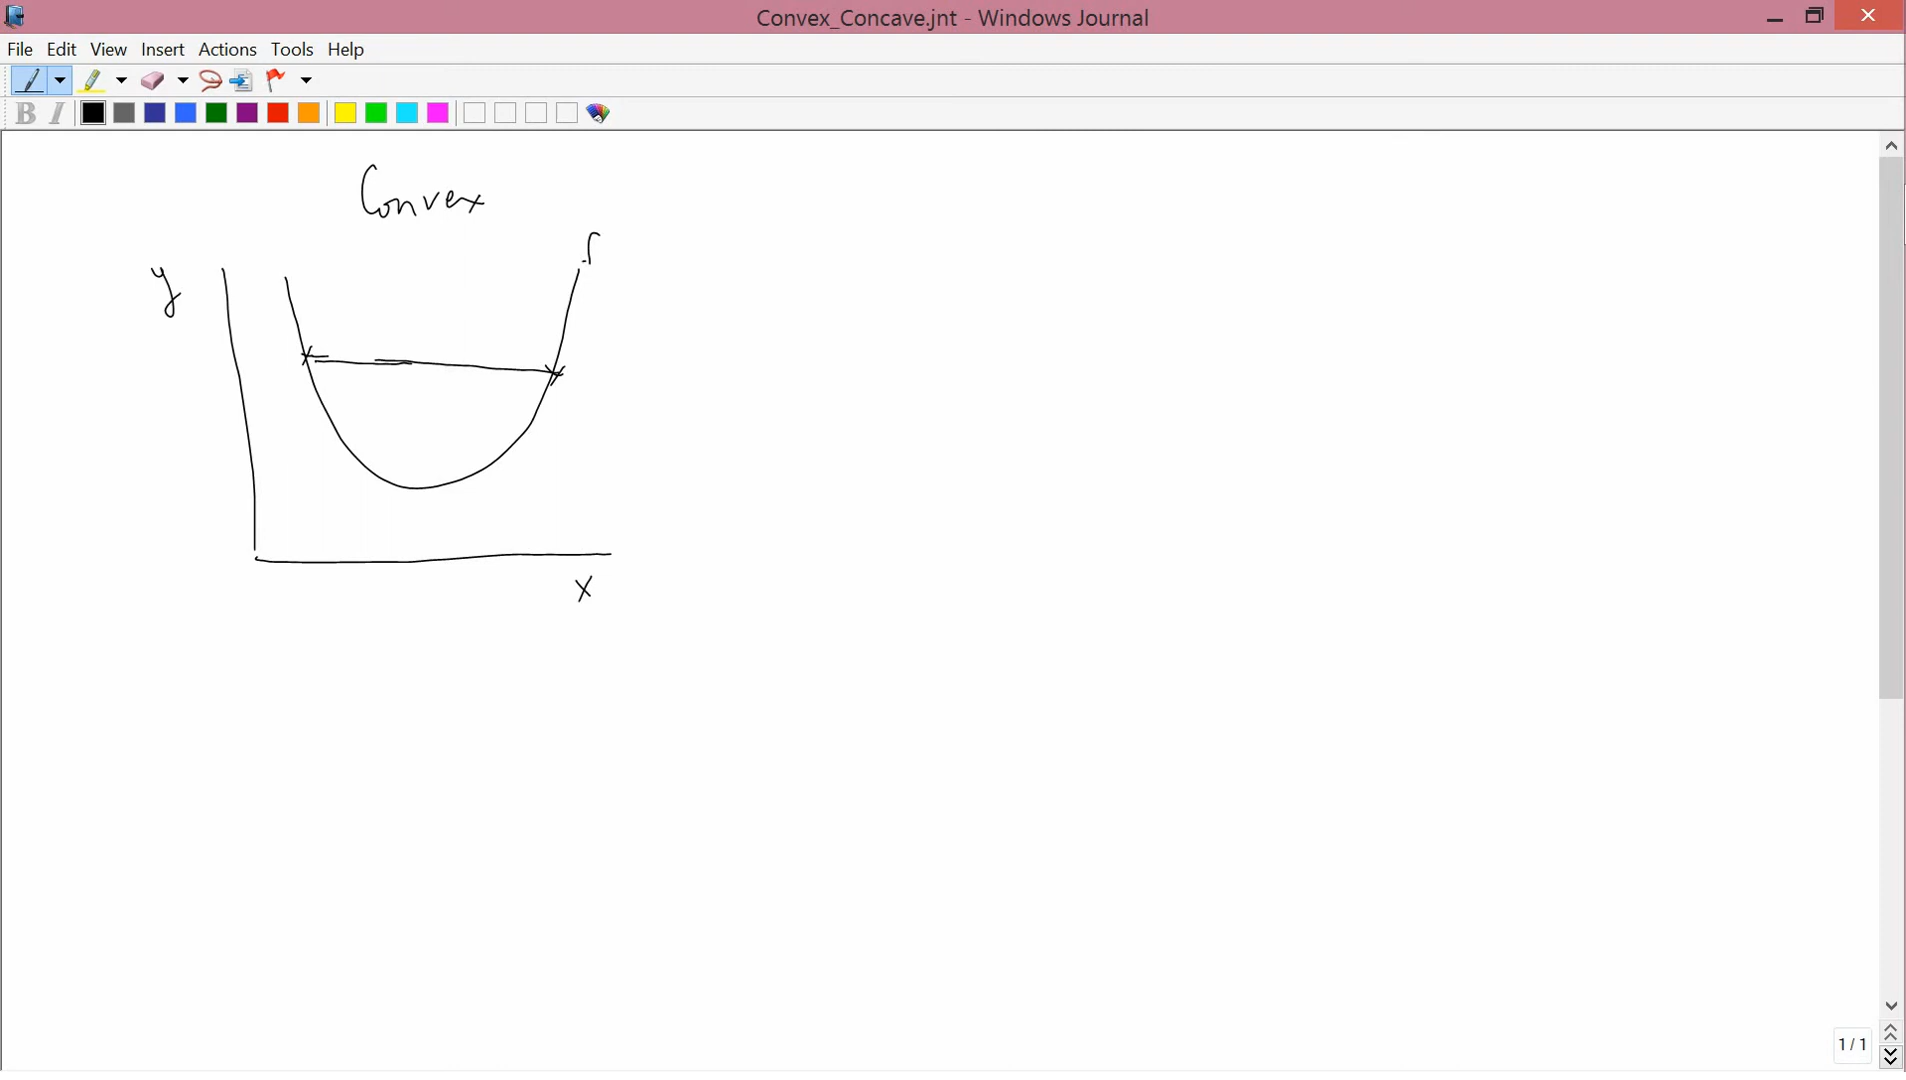 Convex_Concave.jnt - Windows Journal
File Edit View Insert Actions Tools Help
B I
Convex
f
y
x
1 / 1